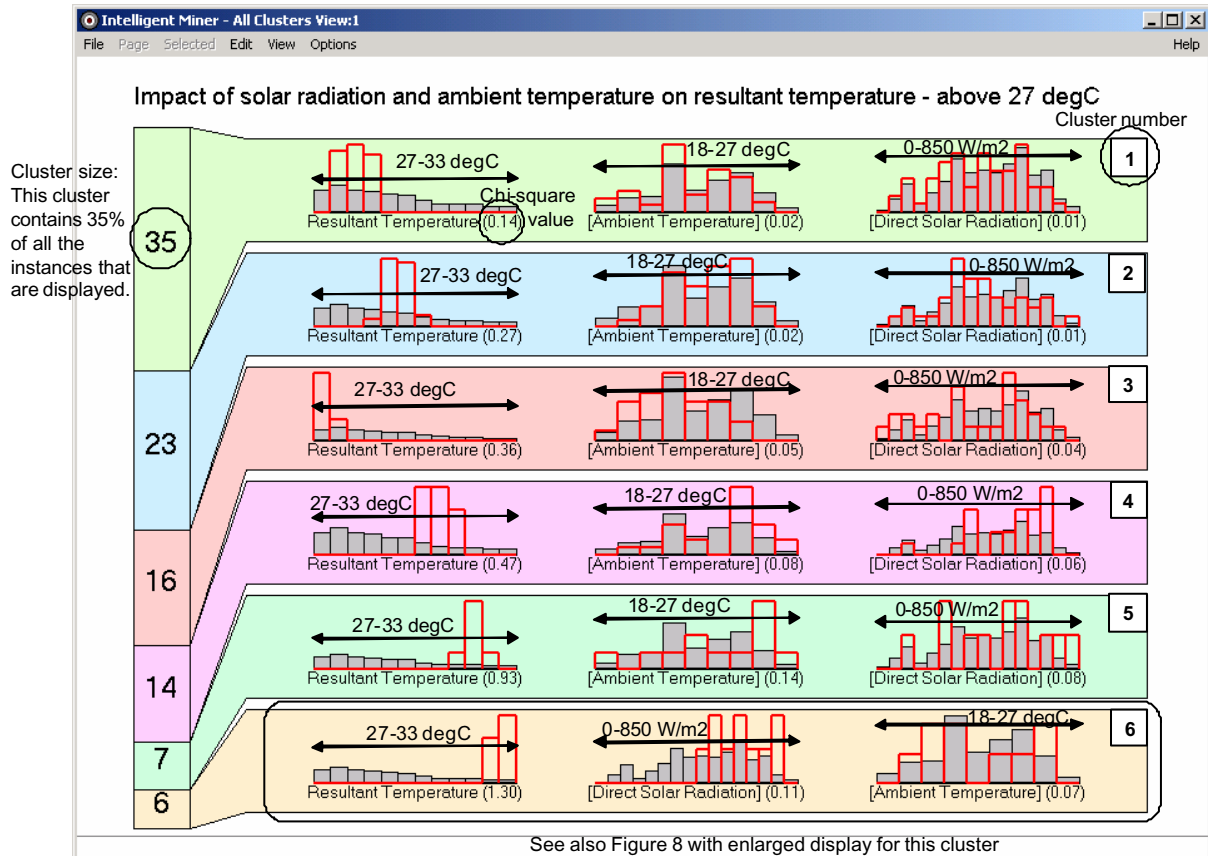 Intelligent Miner - All Clusters View:1
File Page Selected Edit View Options Help
Impact of solar radiation and ambient temperature on resultant temperature - above 27 degC
Cluster number
Cluster size:
This cluster
contains 35%
of all the
instances that
are displayed.
35
27-33 degC
18-27 degC
0-850 W/m2
1
Chi-square
value
Resultant Temperature (0.14)
[Ambient Temperature] (0.02)
[Direct Solar Radiation] (0.01)
23
27-33 degC
18-27 degC
0-850 W/m2
2
Resultant Temperature (0.27)
[Ambient Temperature] (0.02)
[Direct Solar Radiation] (0.01)
16
27-33 degC
18-27 degC
0-850 W/m2
3
Resultant Temperature (0.36)
[Ambient Temperature] (0.05)
[Direct Solar Radiation] (0.04)
14
27-33 degC
18-27 degC
0-850 W/m2
4
Resultant Temperature (0.47)
[Ambient Temperature] (0.08)
[Direct Solar Radiation] (0.06)
7
27-33 degC
18-27 degC
0-850 W/m2
5
Resultant Temperature (0.93)
[Ambient Temperature] (0.14)
[Direct Solar Radiation] (0.08)
6
27-33 degC
0-850 W/m2
18-27 degC
6
Resultant Temperature (1.30)
[Direct Solar Radiation] (0.11)
[Ambient Temperature] (0.07)
See also Figure 8 with enlarged display for this cluster